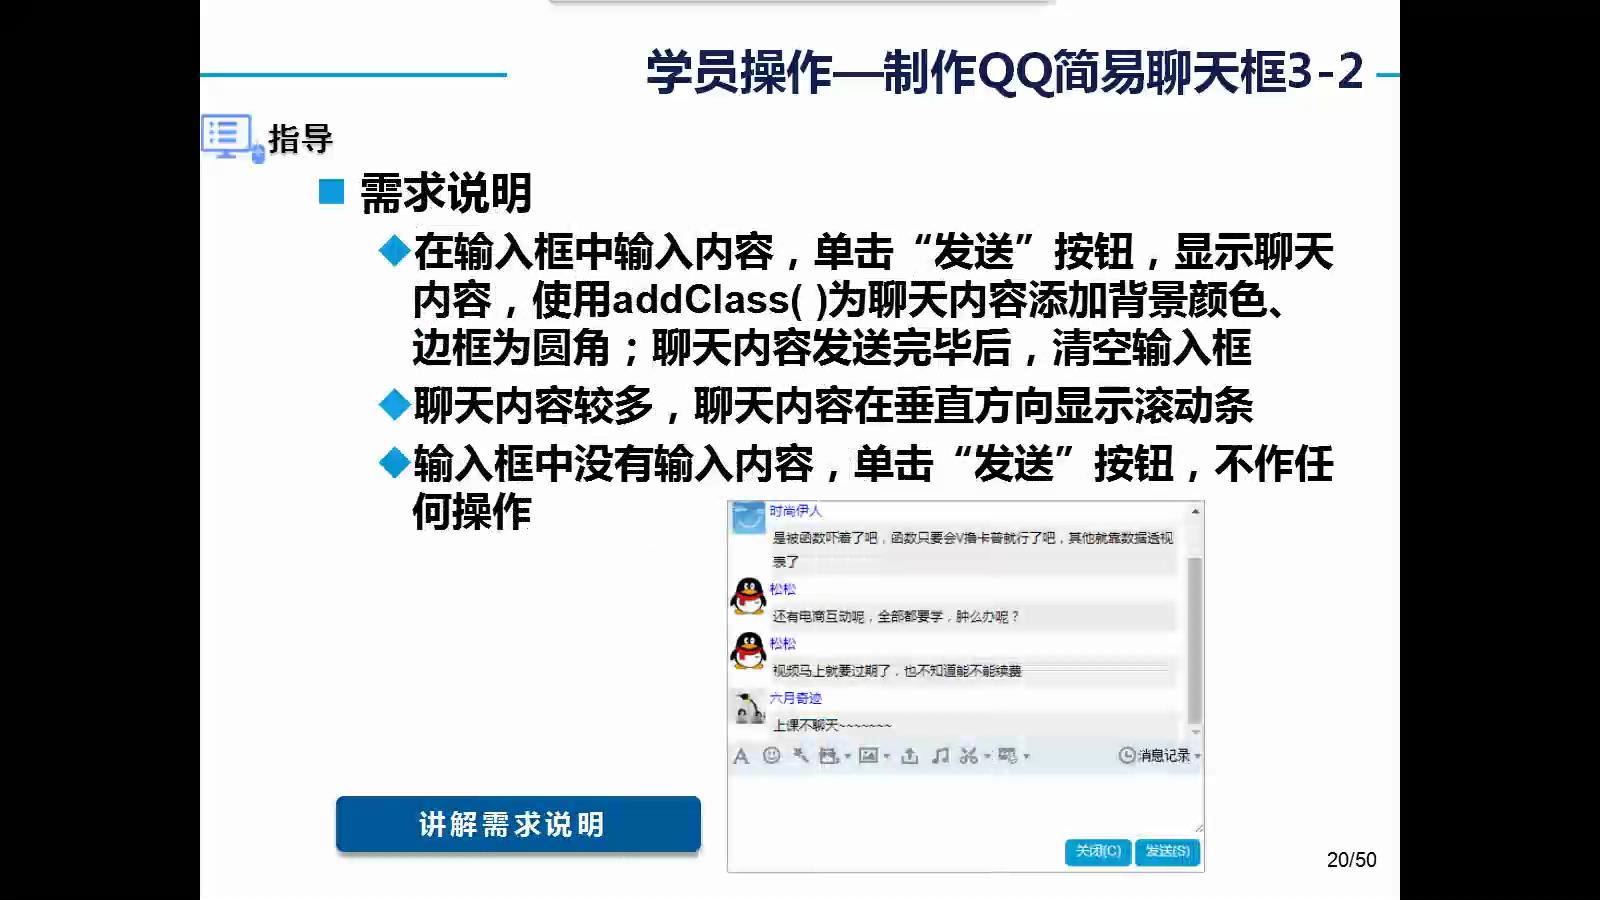 学员操作—制作QQ简易聊天框3-2
指导
需求说明
在输入框中输入内容，单击“发送”按钮，显示聊天
内容，使用addClass( )为聊天内容添加背景颜色、
边框为圆角；聊天内容发送完毕后，清空输入框
聊天内容较多，聊天内容在垂直方向显示滚动条
输入框中没有输入内容，单击“发送”按钮，不作任
何操作
时尚伊人
是被函数吓着了吧，函数只要会V撸卡普就行了吧，其他就靠数据透视
表了
松松
还有电商互动呢，全部都要学，肿么办呢？
松松
视频马上就要过期了，也不知道能不能续费
六月奇迹
上课不聊天~~~~~~~
消息记录
关闭(C) 发送(S)
讲解需求说明
20/50